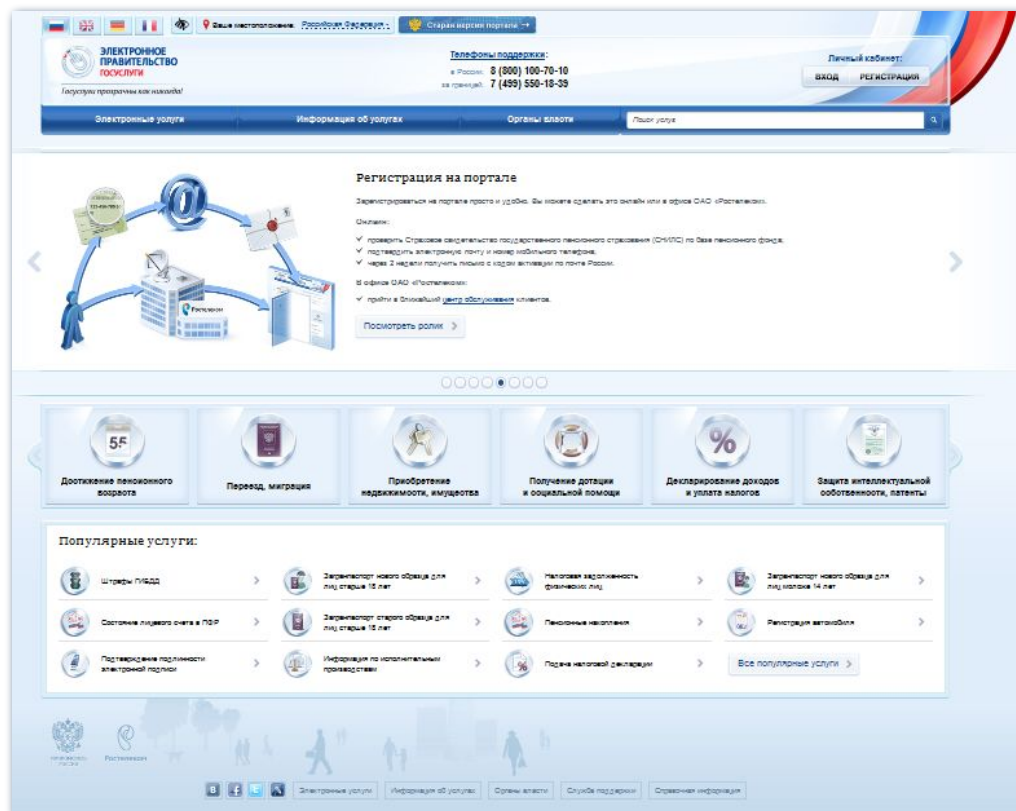 Ваше местоположение: Российская Федерация
Старая версия портала →
ЭЛЕКТРОННОЕ
ПРАВИТЕЛЬСТВО
ГОСУСЛУГИ
Госуслуги прозрачны как никогда!
Телефоны поддержки:
в России: 8 (800) 100-70-10
за границей: 7 (499) 550-18-39
Личный кабинет:
ВХОД РЕГИСТРАЦИЯ
Электронные услуги Информация об услугах Органы власти Поиск услуг
Регистрация на портале
Зарегистрироваться на портале просто и удобно. Вы можете сделать это онлайн или в офисе ОАО «Ростелеком».
Онлайн:
✓ проверить Страховое свидетельство государственного пенсионного страхования (СНИЛС) по базе пенсионного фонда;
✓ подтвердить электронную почту и номер мобильного телефона;
✓ через 2 недели получить письмо с кодом активации по почте России.
В офисе ОАО «Ростелеком»:
✓ прийти в ближайший центр обслуживания клиентов.
Посмотреть ролик
@
Ростелеком
55
%
Достижение пенсионного
возраста
Переезд, миграция
Приобретение
недвижимости, имущества
Получение дотации
и социальной помощи
Декларирование доходов
и уплата налогов
Защита интеллектуальной
собственности, патенты
Популярные услуги:
Штрафы ГИБДД
Загранпаспорт нового образца для
лиц старше 18 лет
Налоговая задолженность
физических лиц
Загранпаспорт нового образца для
лиц моложе 14 лет
Состояние лицевого счета в ПФР
Загранпаспорт старого образца для
лиц старше 18 лет
Пенсионные накопления
Регистрация автомобиля
Подтверждение подлинности
электронной подписи
Информация по исполнительным
производствам
Подача налоговой декларации
Все популярные услуги
Ростелеком
Электронные услуги Информация об услугах Органы власти Служба поддержки Справочная информация